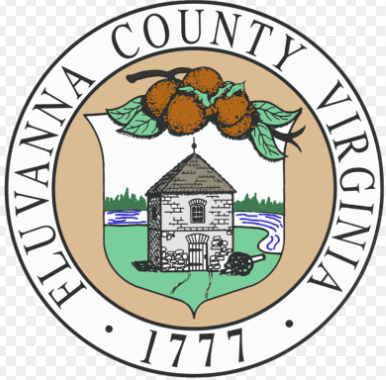 FLUVANNA COUNTY VIRGINIA
· 1777 ·